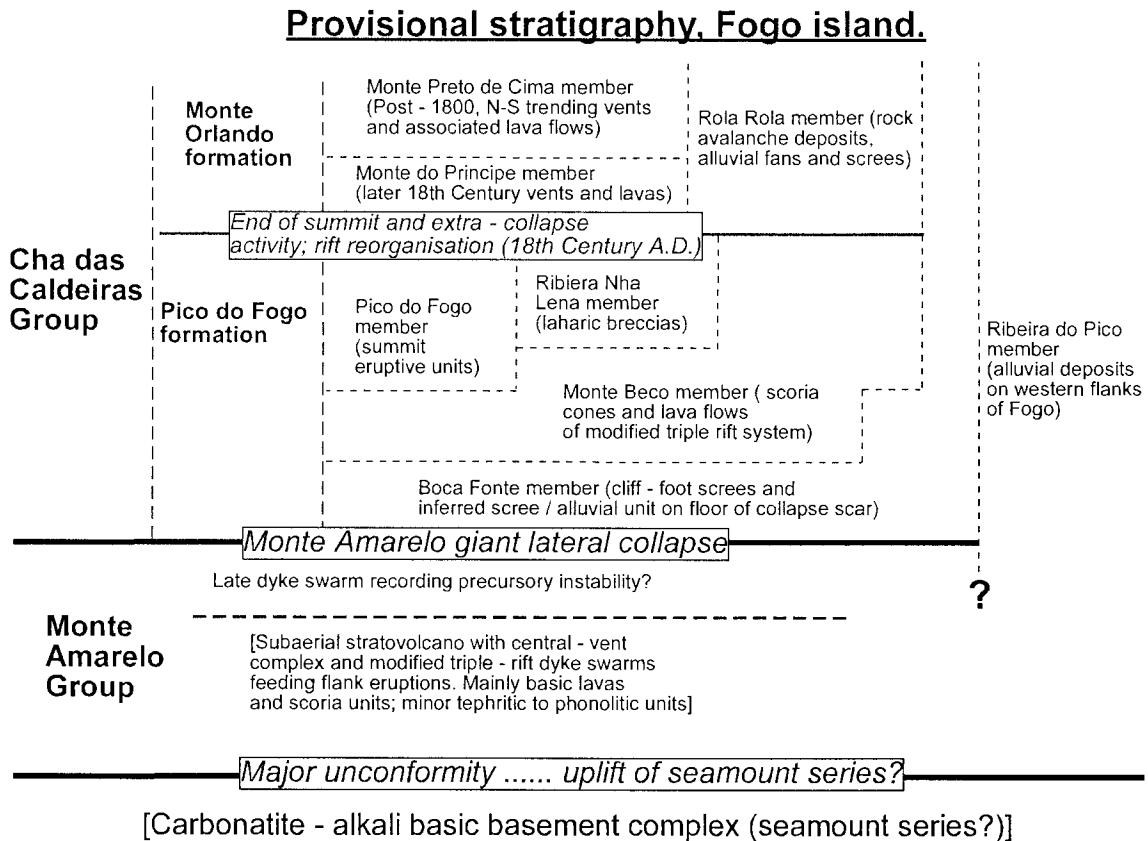 Provisional stratigraphy, Fogo island.
Monte
Orlando
formation
Monte Preto de Cima member
(Post - 1800, N-S trending vents
and associated lava flows)
Rola Rola member (rock
avalanche deposits,
alluvial fans and screes)
Monte do Principe member
(later 18th Century vents and lavas)
End of summit and extra - collapse
activity; rift reorganisation (18th Century A.D.)
Cha das
Caldeiras
Group
Pico do Fogo
formation
Pico do Fogo
member
(summit
eruptive units)
Ribiera Nha
Lena member
(laharic breccias)
Ribeira do Pico
member
(alluvial deposits
on western flanks
of Fogo)
Monte Beco member ( scoria
cones and lava flows
of modified triple rift system)
Boca Fonte member (cliff - foot screes and
inferred scree / alluvial unit on floor of collapse scar)
Monte Amarelo giant lateral collapse
Late dyke swarm recording precursory instability?
?
Monte
Amarelo
Group
[Subaerial stratovolcano with central - vent
complex and modified triple - rift dyke swarms
feeding flank eruptions. Mainly basic lavas
and scoria units; minor tephritic to phonolitic units]
Major unconformity ...... uplift of seamount series?
[Carbonatite - alkali basic basement complex (seamount series?)]